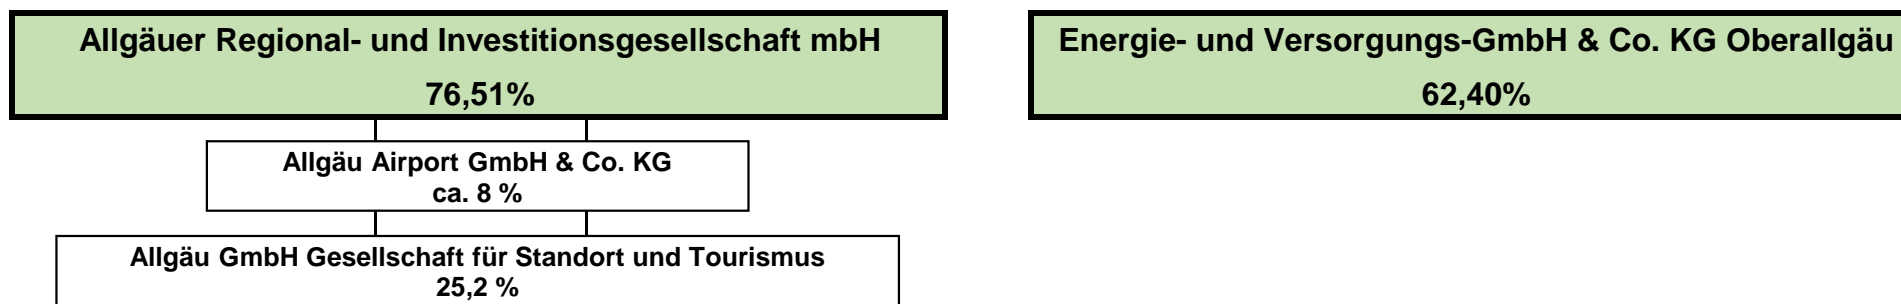 Allgäuer Regional- und Investitionsgesellschaft mbH
76,51%
Energie- und Versorgungs-GmbH & Co. KG Oberallgäu
62,40%
Allgäu Airport GmbH & Co. KG
ca. 8 %
Allgäu GmbH Gesellschaft für Standort und Tourismus
25,2 %